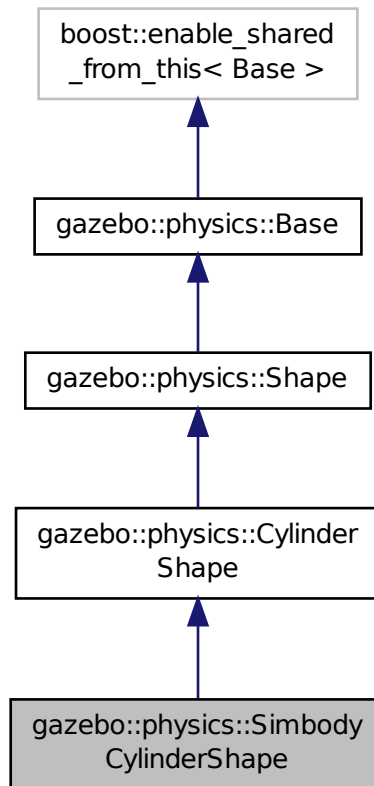 boost::enable_shared
_from_this< Base >
gazebo::physics::Base
gazebo::physics::Shape
gazebo::physics::Cylinder
Shape
gazebo::physics::Simbody
CylinderShape